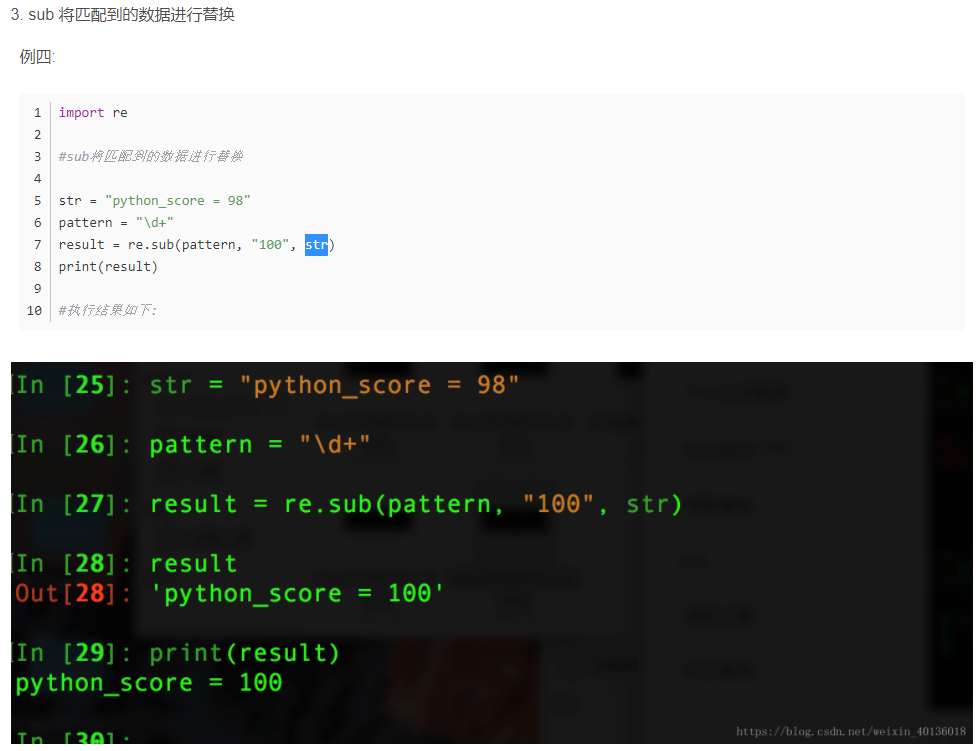 3. sub 将匹配到的数据进行替换
例四:
1 import re
2
3 #sub将匹配到的数据进行替换
4
5 str = "python_score = 98"
6 pattern = "\d+"
7 result = re.sub(pattern, "100", str)
8 print(result)
9
10 #执行结果如下:
In [25]: str = "python_score = 98"
In [26]: pattern = "\d+"
In [27]: result = re.sub(pattern, "100", str)
In [28]: result
Out[28]: 'python_score = 100'
In [29]: print(result)
python_score = 100
In [30]:
https://blog.csdn.net/weixin_40136018